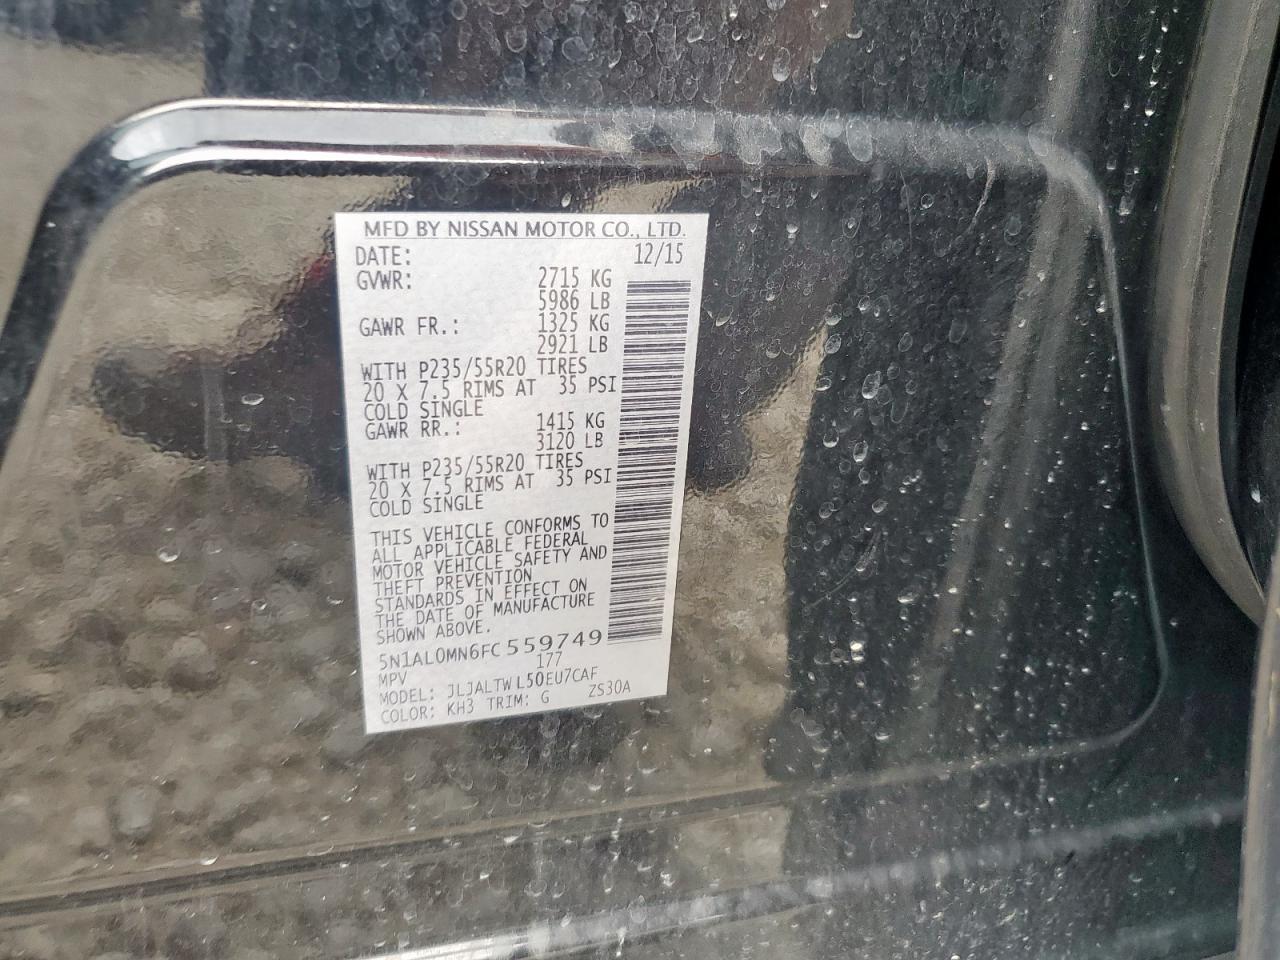 MFD BY NISSAN MOTOR CO., LTD.
DATE: 12/15
GVWR: 2715 KG
5986 LB
GAWR FR.: 1325 KG
2921 LB
WITH P235/55R20 TIRES
20 X 7.5 RIMS AT 35 PSI
COLD SINGLE
GAWR RR.: 1415 KG
3120 LB
WITH P235/55R20 TIRES
20 X 7.5 RIMS AT 35 PSI
COLD SINGLE
THIS VEHICLE CONFORMS TO
ALL APPLICABLE FEDERAL
MOTOR VEHICLE SAFETY AND
THEFT PREVENTION
STANDARDS IN EFFECT ON
THE DATE OF MANUFACTURE
SHOWN ABOVE.
5N1AL0MN6FC559749
MPV 177
MODEL: JLJALTWL50EU7CAF
COLOR: KH3 TRIM: G ZS30A